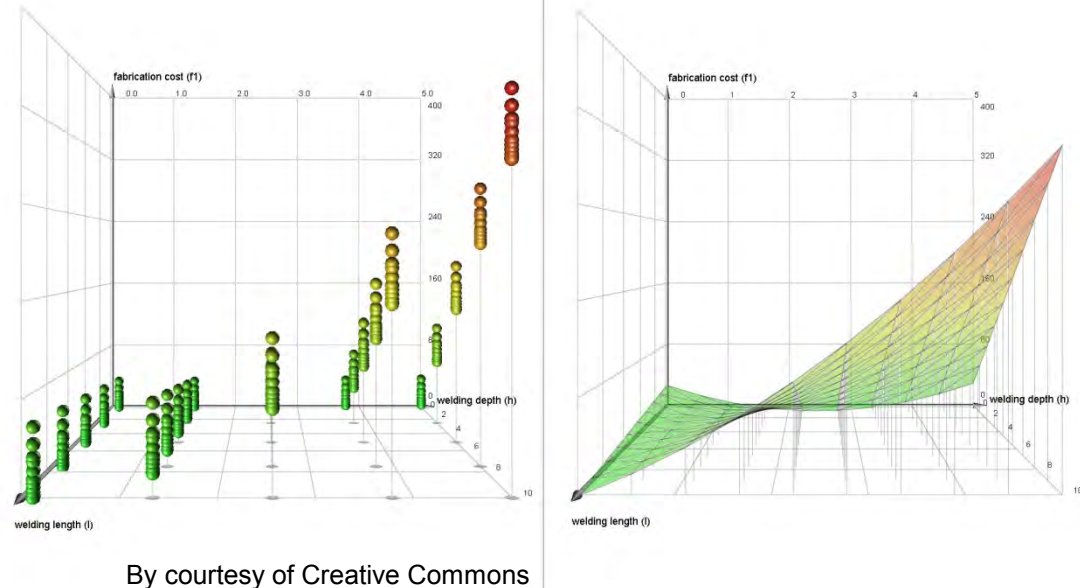 fabrication cost (f1)
0.0 1.0 2.0 3.0 4.0 5.0
400
320
240
160
0
welding depth (h)
2
4
6
8
10
welding length (l)
fabrication cost (f1)
0 1 2 3 4 5
400
320
240
160
80
0
welding depth (h)
2
4
6
8
10
welding length (l)
By courtesy of Creative Commons